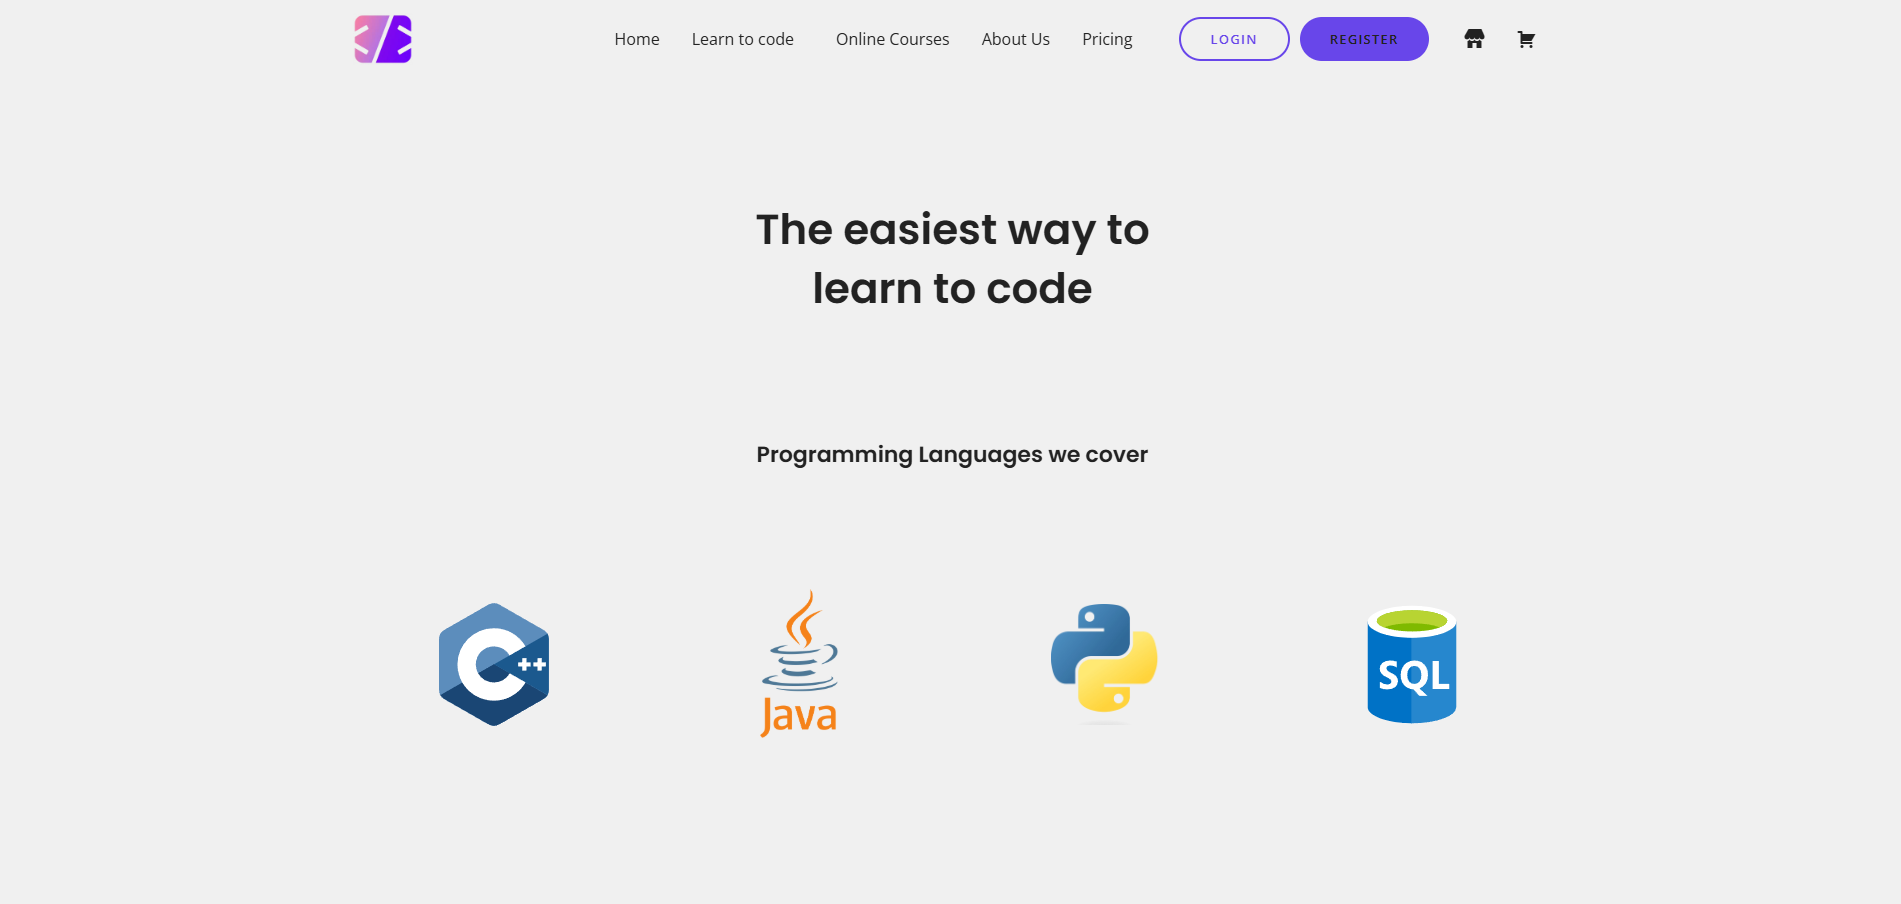 Home Learn to code Online Courses About Us Pricing LOGIN REGISTER
The easiest way to
learn to code
Programming Languages we cover
C++
Java
SQL